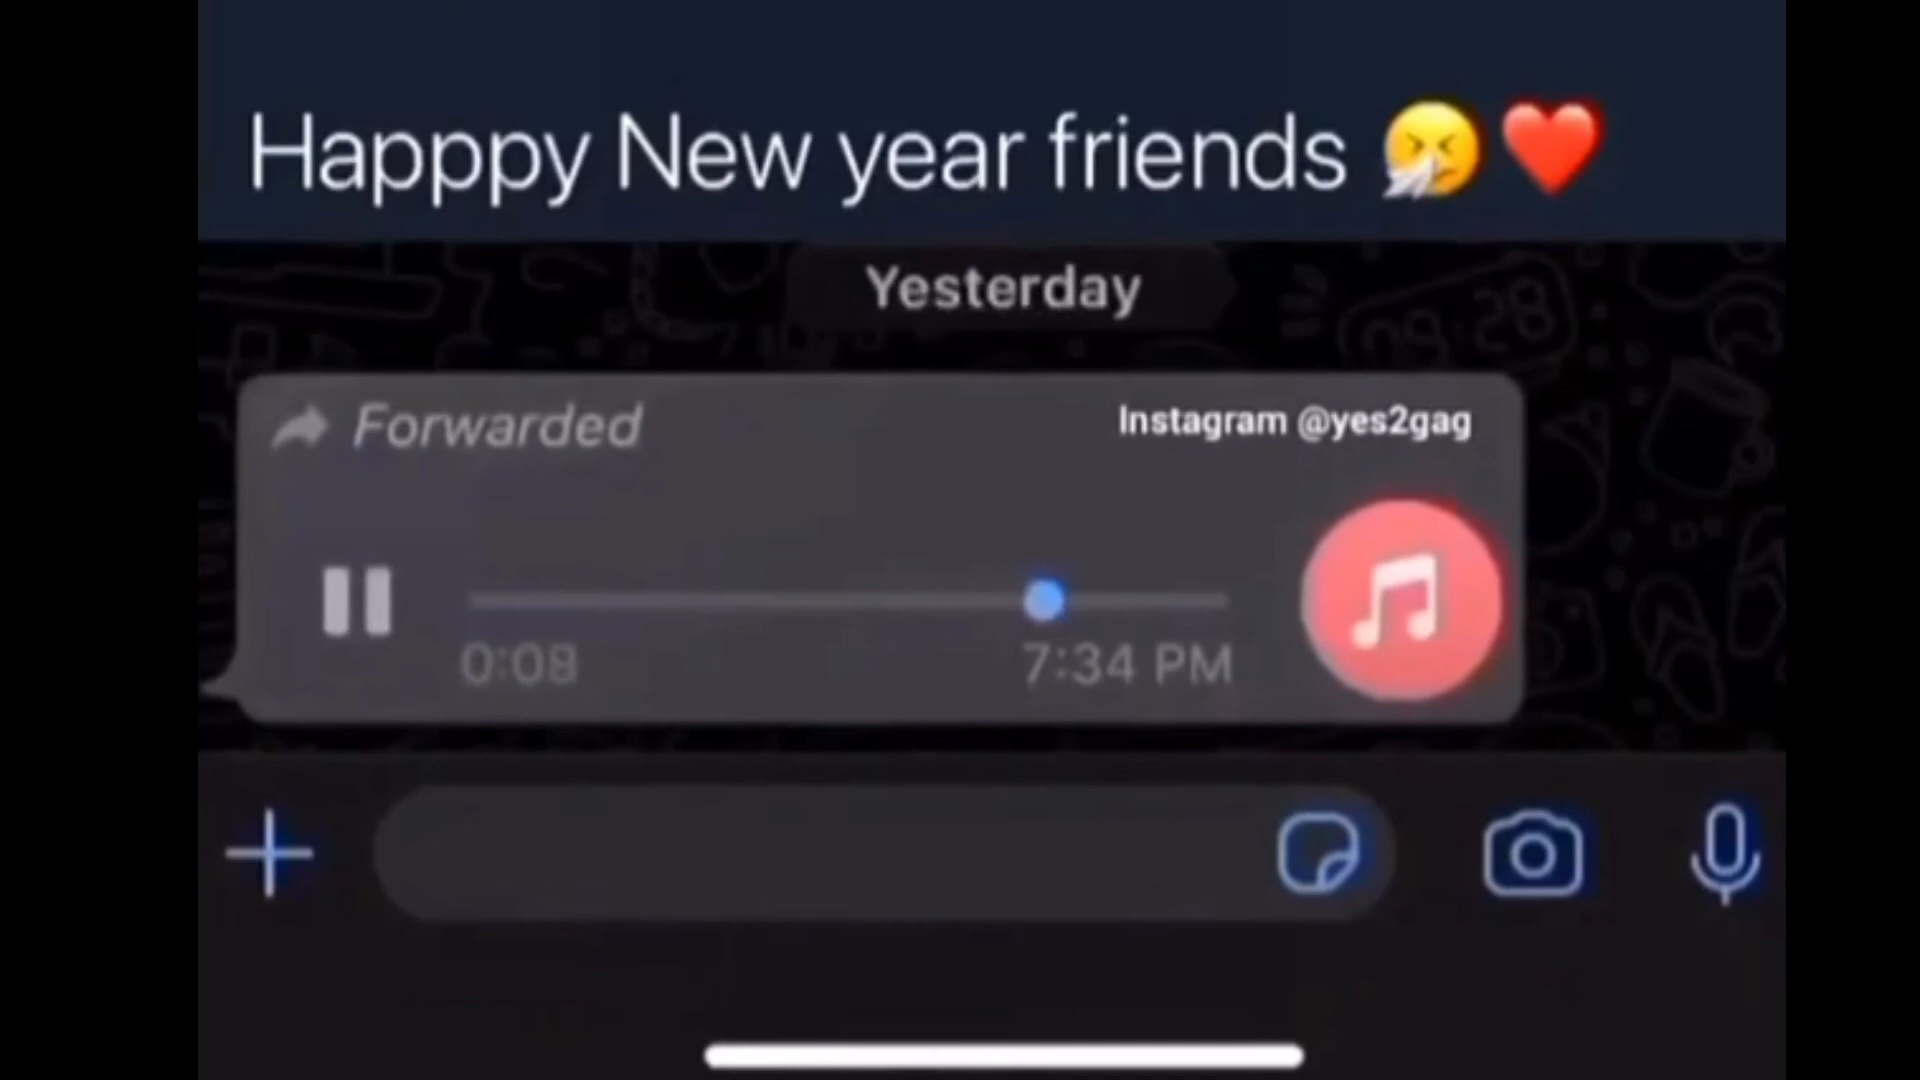 Happpy New year friends 🤧❤️
Yesterday
Forwarded
Instagram @yes2gag
0:08
7:34 PM